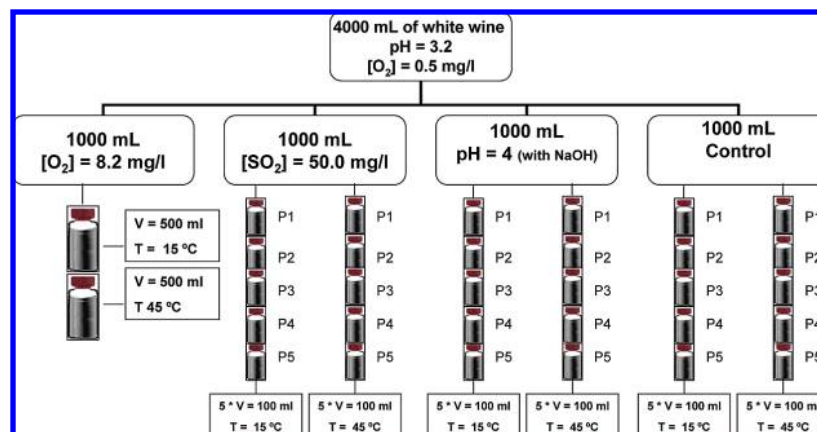 4000 mL of white wine
pH = 3.2
[O₂] = 0.5 mg/l
1000 mL
[O₂] = 8.2 mg/l
1000 mL
[SO₂] = 50.0 mg/l
1000 mL
pH = 4 (with NaOH)
1000 mL
Control
V = 500 ml
T = 15 ºC
V = 500 ml
T 45 ºC
P1 P1 P1 P1 P1 P1
P2 P2 P2 P2 P2 P2
P3 P3 P3 P3 P3 P3
P4 P4 P4 P4 P4 P4
P5 P5 P5 P5 P5 P5
5 * V = 100 ml
T = 15 ºC
5 * V = 100 ml
T = 45 ºC
5 * V = 100 ml
T = 15 ºC
5 * V = 100 ml
T = 45 ºC
5 * V = 100 ml
T = 15 ºC
5 * V = 100 ml
T = 45 ºC